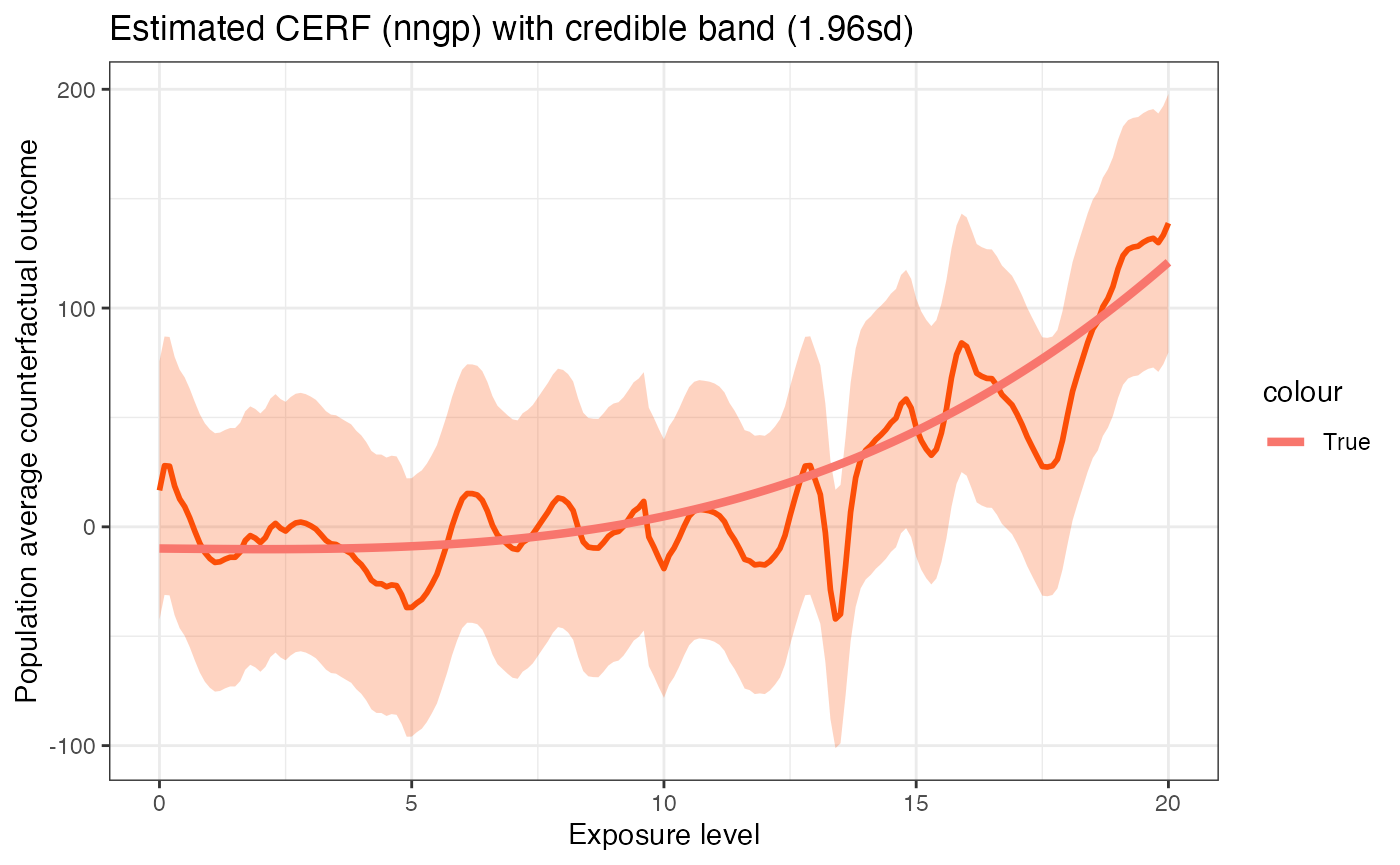 Estimated CERF (nngp) with credible band (1.96sd)
Population average counterfactual outcome
200
100
0
-100
0 5 10 15 20
Exposure level
colour
True